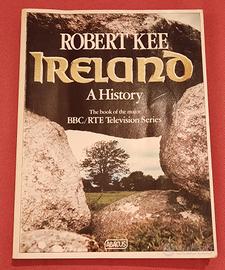 ROBERT KEE
IRELAND
A History
The book of the major
BBC/RTE Television Series
ABACUS